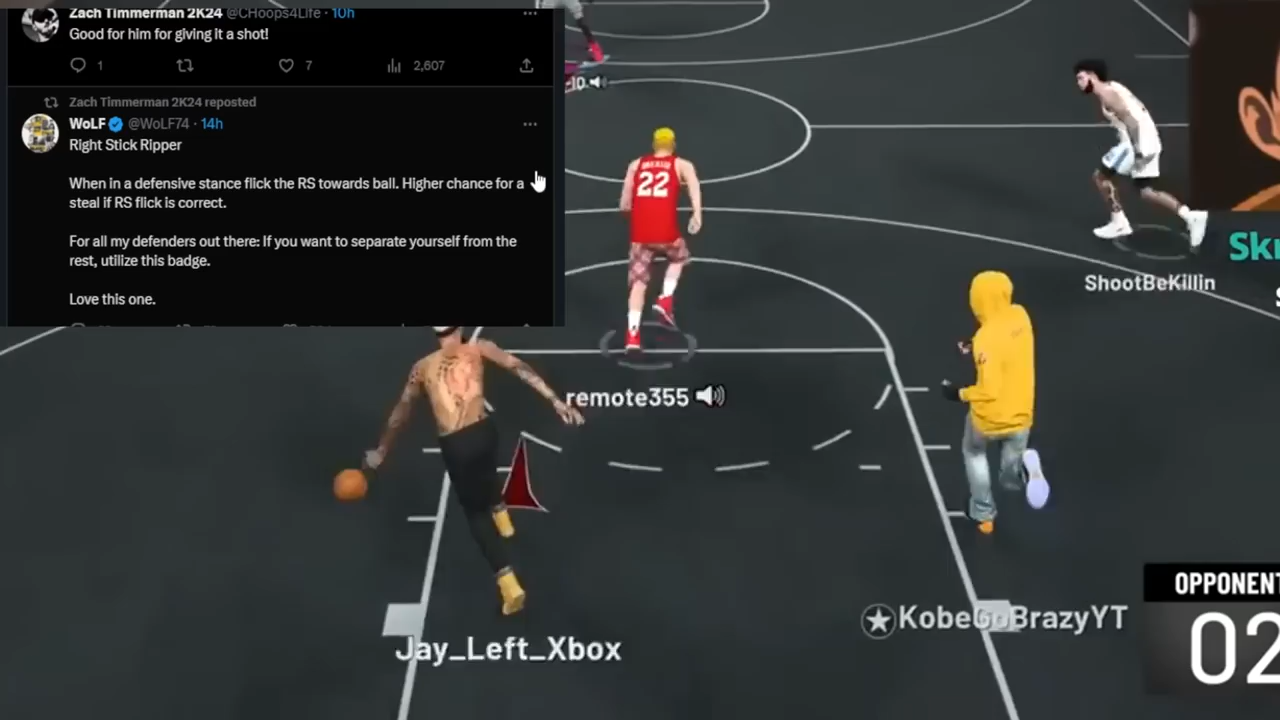 Zach Timmerman 2K24 @CHoops4Life · 10h
Good for him for giving it a shot!
1 7 2,607
Zach Timmerman 2K24 reposted
WoLF @WoLF74 · 14h
Right Stick Ripper
When in a defensive stance flick the RS towards ball. Higher chance for a
steal if RS flick is correct.
For all my defenders out there: If you want to separate yourself from the
rest, utilize this badge.
Love this one.
22
ShootBeKillin
remote355
KobeGoBrazyYT
Jay_Left_Xbox
OPPONENT
02